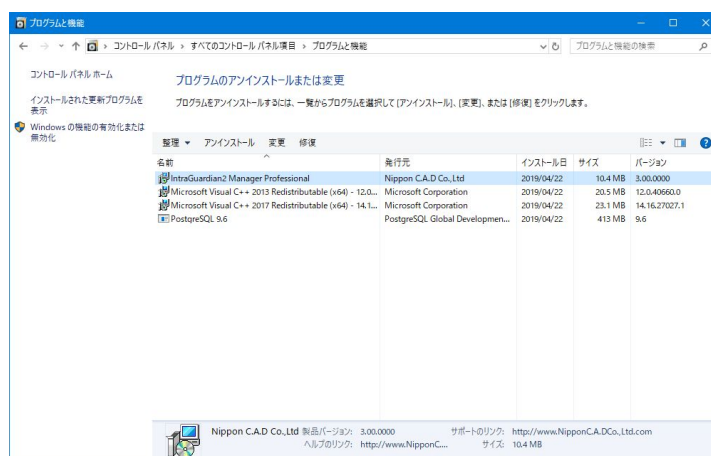 プログラムと機能
コントロール パネル › すべてのコントロール パネル項目 › プログラムと機能
プログラムと機能の検索
コントロール パネル ホーム
インストールされた更新プログラムを
表示
Windows の機能の有効化または
無効化
プログラムのアンインストールまたは変更
プログラムをアンインストールするには、一覧からプログラムを選択して [アンインストール]、[変更]、または [修復] をクリックします。
整理 アンインストール 変更 修復
名前 発行元 インストール日 サイズ バージョン
IntraGuardian2 Manager Professional Nippon C.A.D Co.,Ltd 2019/04/22 10.4 MB 3.00.0000
Microsoft Visual C++ 2013 Redistributable (x64) - 12.0... Microsoft Corporation 2019/04/22 20.5 MB 12.0.40660.0
Microsoft Visual C++ 2017 Redistributable (x64) - 14.1... Microsoft Corporation 2019/04/22 23.1 MB 14.16.27027.1
PostgreSQL 9.6 PostgreSQL Global Developmen... 2019/04/22 413 MB 9.6
Nippon C.A.D Co.,Ltd 製品バージョン: 3.00.0000 サポートのリンク: http://www.NipponC.A.DCo.,Ltd.com
ヘルプのリンク: http://www.NipponC.... サイズ: 10.4 MB